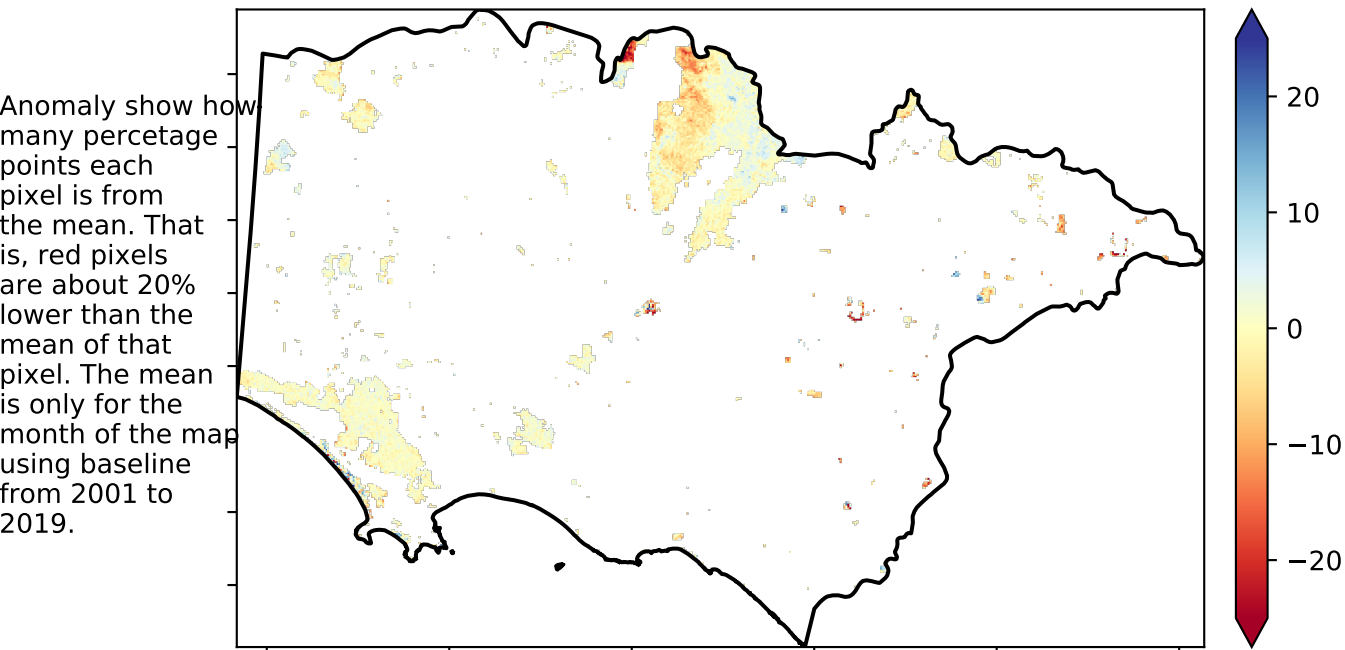 Anomaly show how
many percetage
points each
pixel is from
the mean. That
is, red pixels
are about 20%
lower than the
mean of that
pixel. The mean
is only for the
month of the map
using baseline
from 2001 to
2019.
20
10
0
−10
−20